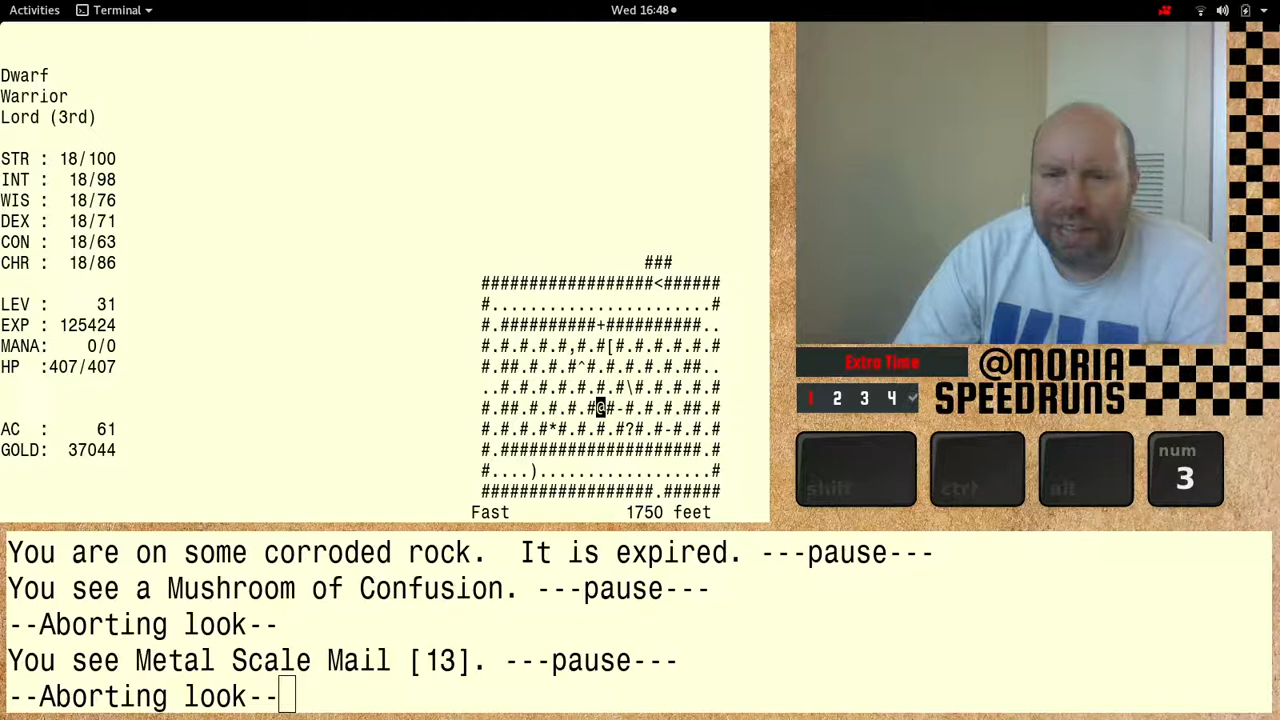 Activities Terminal Wed 16:48
Dwarf
Warrior
Lord (3rd)
STR : 18/100
INT : 18/98
WIS : 18/76
DEX : 18/71
CON : 18/63
CHR : 18/86
LEV : 31
EXP : 125424
MANA: 0/0
HP :407/407
AC : 61
GOLD: 37044
###
#################<######
#......................#
#.##########+##########..
#.#.#.#.#,#.#[#.#.#.#.#.#
#.##.#.#.#^#.#.#.#.#.##..
..#.#.#.#.#.#.#\#.#.#.#.#
#.##.#.#.#.#@#-#.#.#.##.#
#.#.#.#*#.#.#.#?#.#-#.#.#
#.#####################.#
#....)..................#
##################.######
Fast 1750 feet
Extra Time
1 2 3 4
@MORIA
SPEEDRUNS
shift ctrl alt num
3
You are on some corroded rock. It is expired. ---pause---
You see a Mushroom of Confusion. ---pause---
--Aborting look--
You see Metal Scale Mail [13]. ---pause---
--Aborting look--